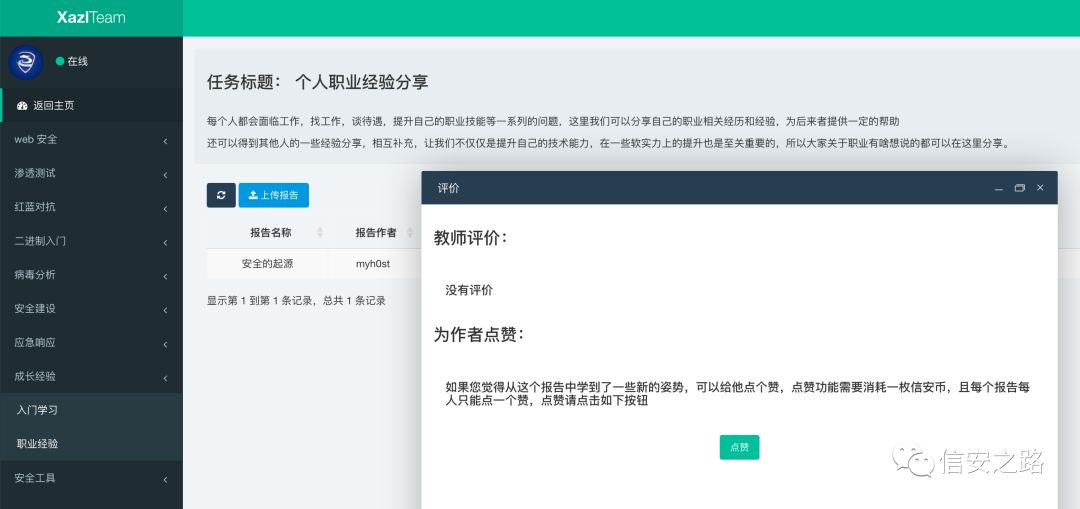 XazlTeam
在线
返回主页
web 安全
渗透测试
红蓝对抗
二进制入门
病毒分析
安全建设
应急响应
成长经验
入门学习
职业经验
安全工具
任务标题： 个人职业经验分享
每个人都会面临工作，找工作，谈待遇，提升自己的职业技能等一系列的问题，这里我们可以分享自己的职业相关经历和经验，为后来者提供一定的帮助
还可以得到其他人的一些经验分享，相互补充，让我们不仅仅是提升自己的技术能力，在一些软实力上的提升也是至关重要的，所以大家关于职业有啥想说的都可以在这里分享。
上传报告
报告名称 报告作者
安全的起源 myh0st
显示第 1 到第 1 条记录，总共 1 条记录
评价
教师评价：
没有评价
为作者点赞：
如果您觉得从这个报告中学到了一些新的姿势，可以给他点个赞，点赞功能需要消耗一枚信安币，且每个报告每
人只能点一个赞，点赞请点击如下按钮
点赞
信安之路